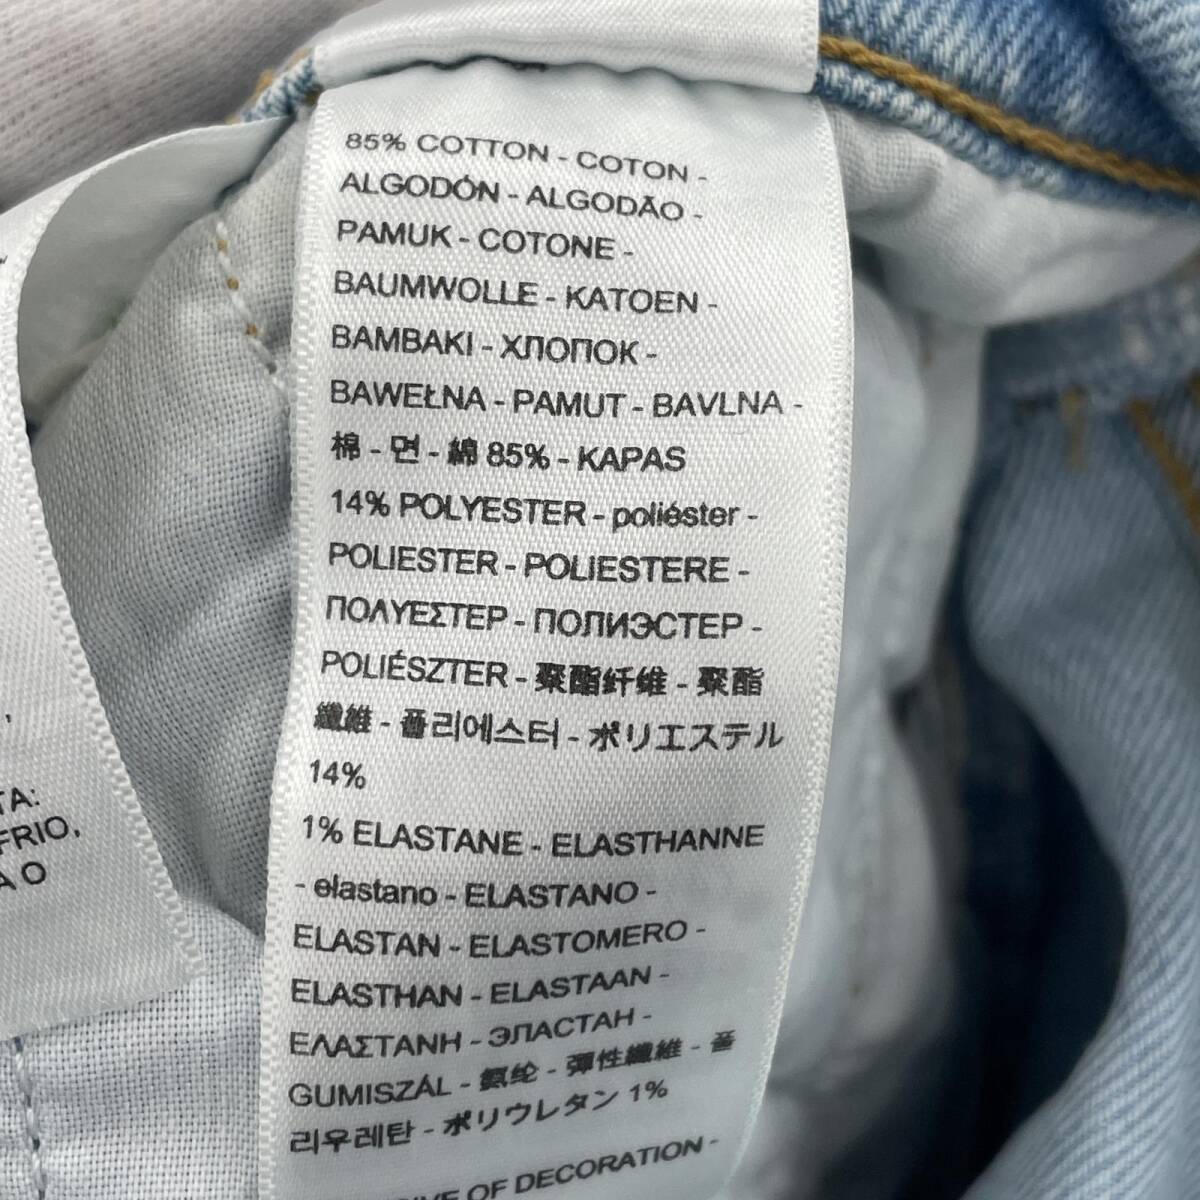 85% COTTON - COTON -
ALGODÓN - ALGODÃO -
PAMUK - COTONE -
BAUMWOLLE - KATOEN -
BAMBAKI - ХЛОПОК -
BAWEŁNA - PAMUT - BAVLNA -
棉 - 면 - 綿 85% - KAPAS
14% POLYESTER - poliéster -
POLIESTER - POLIESTERE -
ΠΟΛΥΕΣΤΕΡ - ПОЛИЭСТЕР -
POLIÉSZTER - 聚酯纤维 - 聚酯
纖維 - 폴리에스터 - ポリエステル
14%
1% ELASTANE - ELASTHANNE
- elastano - ELASTANO -
ELASTAN - ELASTOMERO -
ELASTHAN - ELASTAAN -
ΕΛΑΣΤΑΝΗ - ЭЛАСТАН -
GUMISZÁL - 氨纶 - 彈性纖維 - 폴
리우레탄 - ポリウレタン 1%
OF DECORATION -
TA:
FRIO,
A O